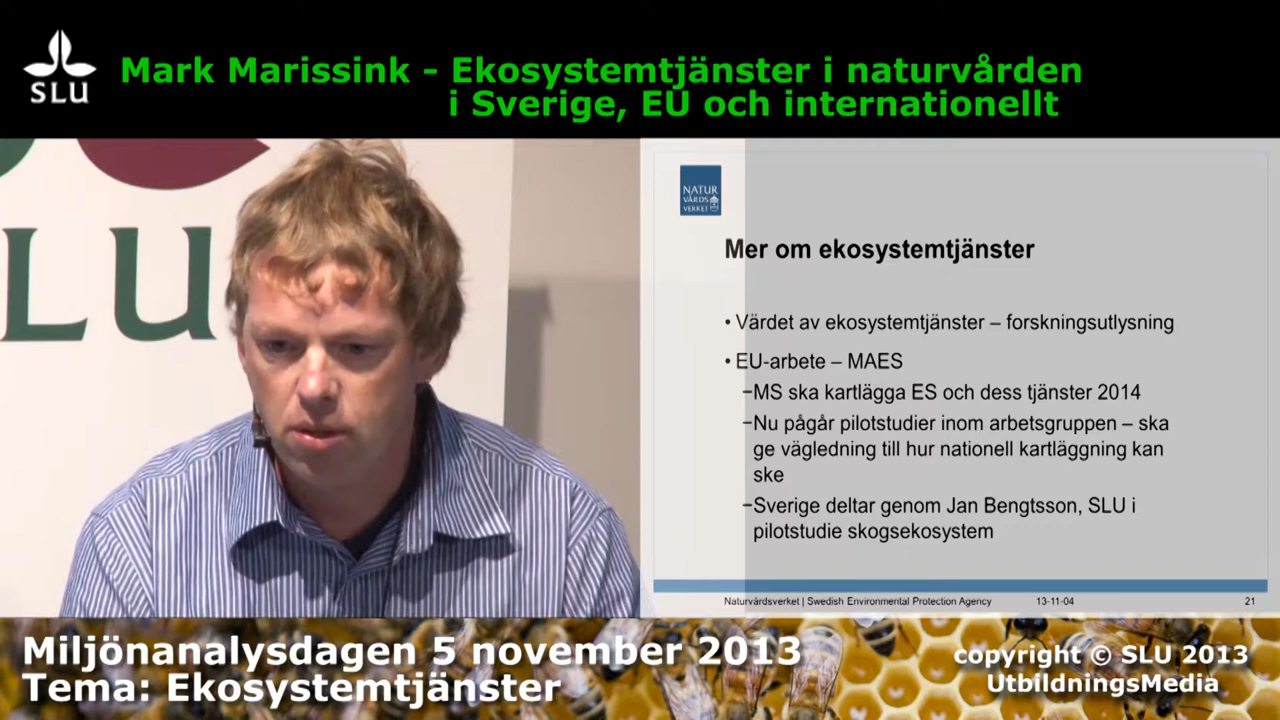 SLU
Mark Marissink - Ekosystemtjänster i naturvården
i Sverige, EU och internationellt
SLU
NATUR
VÅRDS
VERKET
Mer om ekosystemtjänster
• Värdet av ekosystemtjänster – forskningsutlysning
• EU-arbete – MAES
–MS ska kartlägga ES och dess tjänster 2014
–Nu pågår pilotstudier inom arbetsgruppen – ska
ge vägledning till hur nationell kartläggning kan
ske
–Sverige deltar genom Jan Bengtsson, SLU i
pilotstudie skogsekosystem
Naturvårdsverket | Swedish Environmental Protection Agency 13-11-04 21
Miljönanalysdagen 5 november 2013
Tema: Ekosystemtjänster
copyright © SLU 2013
UtbildningsMedia